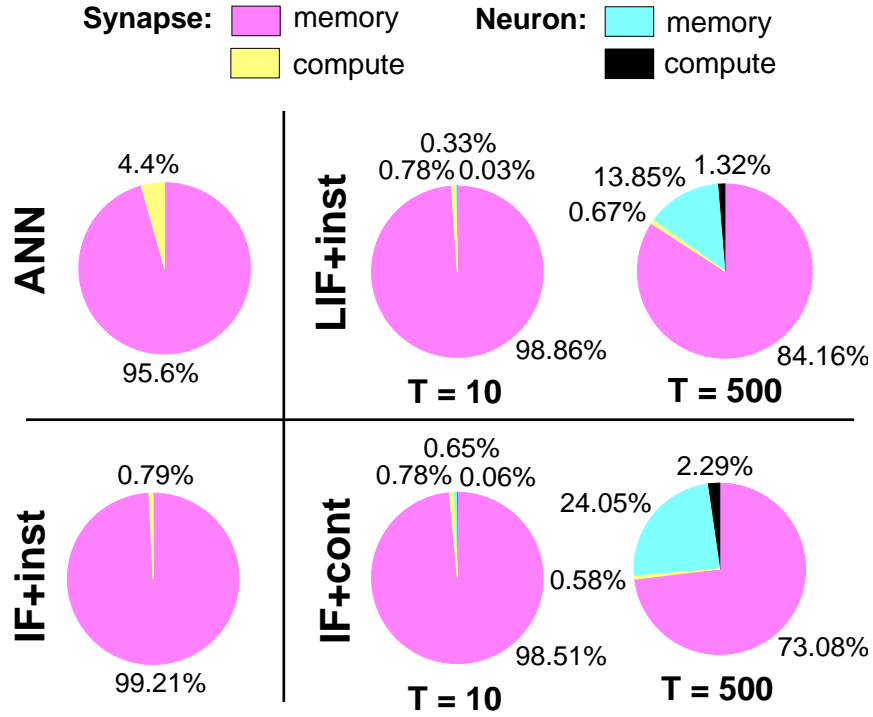 Synapse: memory Neuron: memory
compute compute
ANN
4.4%
95.6%
LIF+inst
0.33%
0.78% 0.03%
98.86%
T = 10
1.32%
13.85%
0.67%
84.16%
T = 500
IF+inst
0.79%
99.21%
IF+cont
0.65%
0.78% 0.06%
98.51%
T = 10
2.29%
24.05%
0.58%
73.08%
T = 500